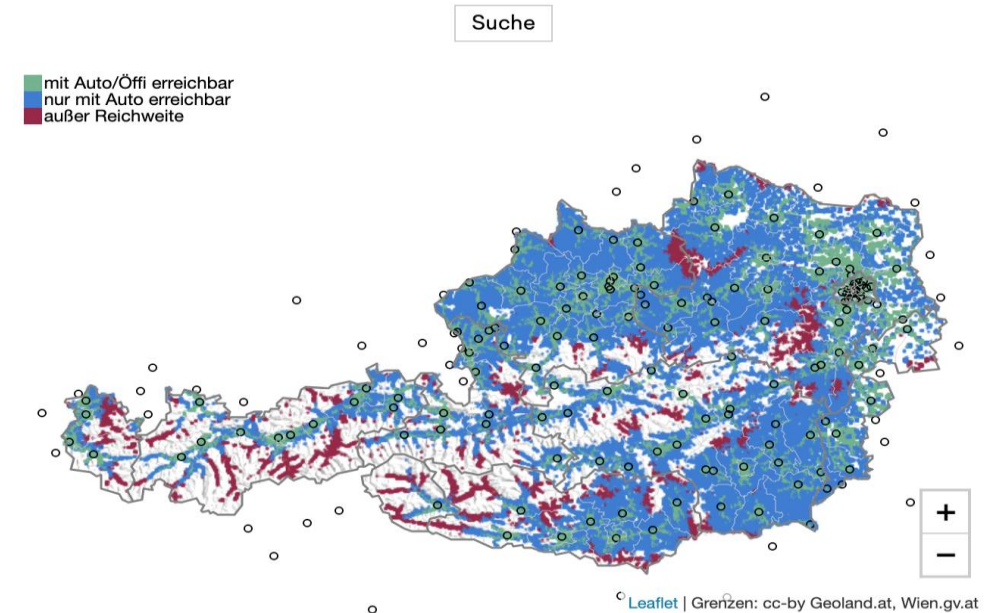 Suche
mit Auto/Öffi erreichbar
nur mit Auto erreichbar
außer Reichweite
+
−
Leaflet | Grenzen: cc-by Geoland.at, Wien.gv.at